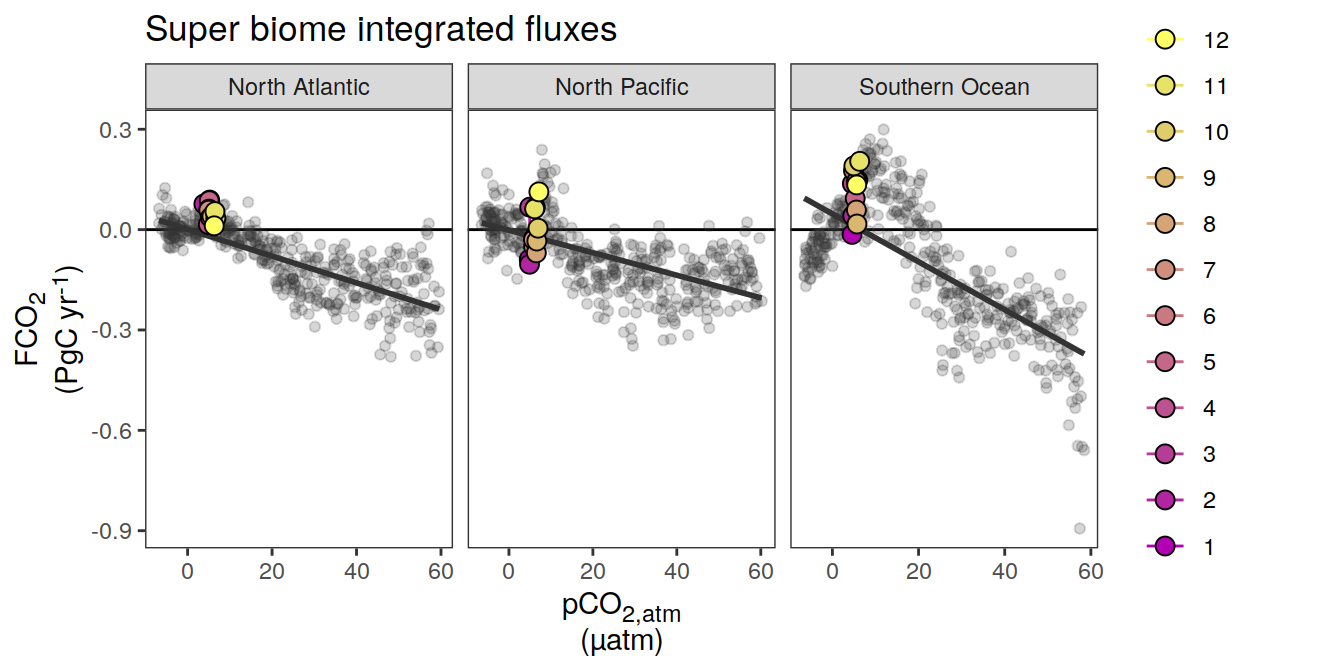 Super biome integrated fluxes
North Atlantic
North Pacific
Southern Ocean
0.3
0.0
-0.3
-0.6
-0.9
FCO₂
(PgC yr⁻¹)
0 20 40 60
0 20 40 60
0 20 40 60
pCO₂,ₐₜₘ
(µatm)
12
11
10
9
8
7
6
5
4
3
2
1